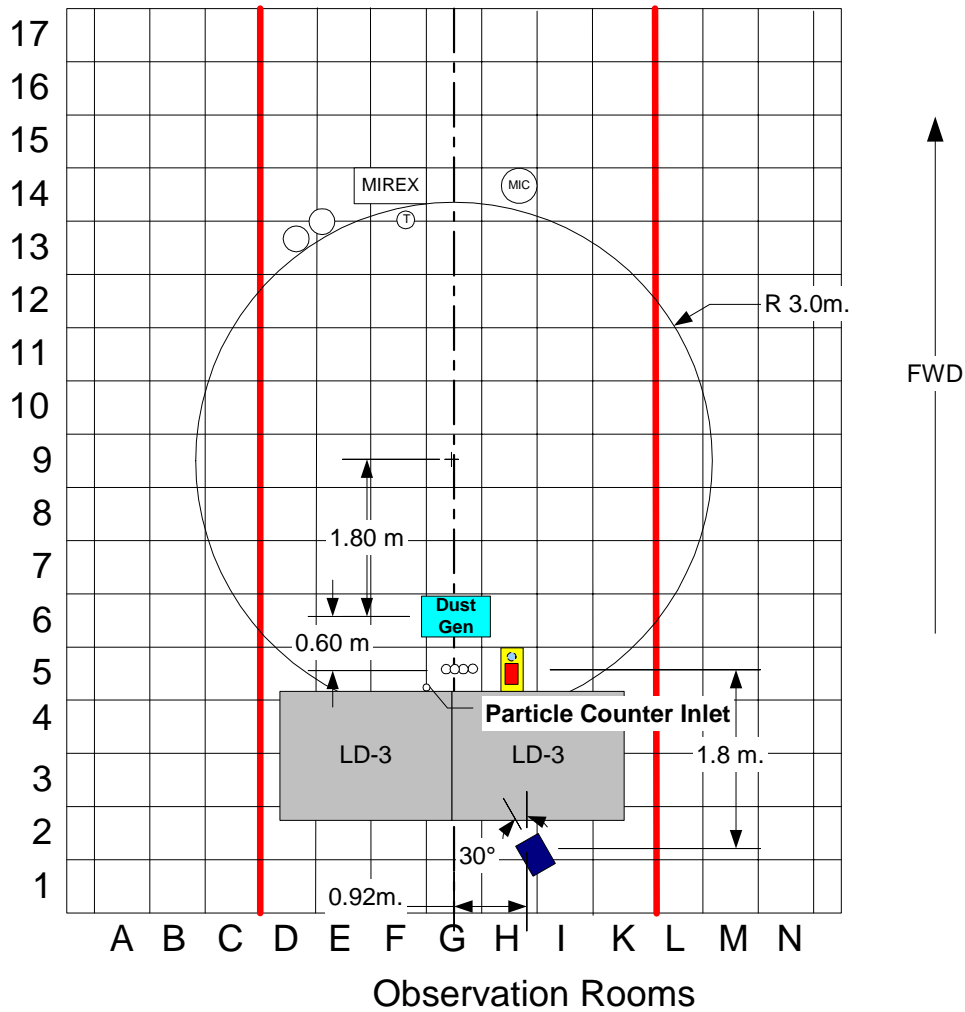 17
16
15
14
MIREX
MIC
T
13
12
R 3.0m.
11
FWD
10
9
8
1.80 m
7
6
Dust
Gen
0.60 m
5
Particle Counter Inlet
4
LD-3
LD-3
1.8 m.
3
2
30°
1
0.92m.
A B C D E F G H I K L M N
Observation Rooms